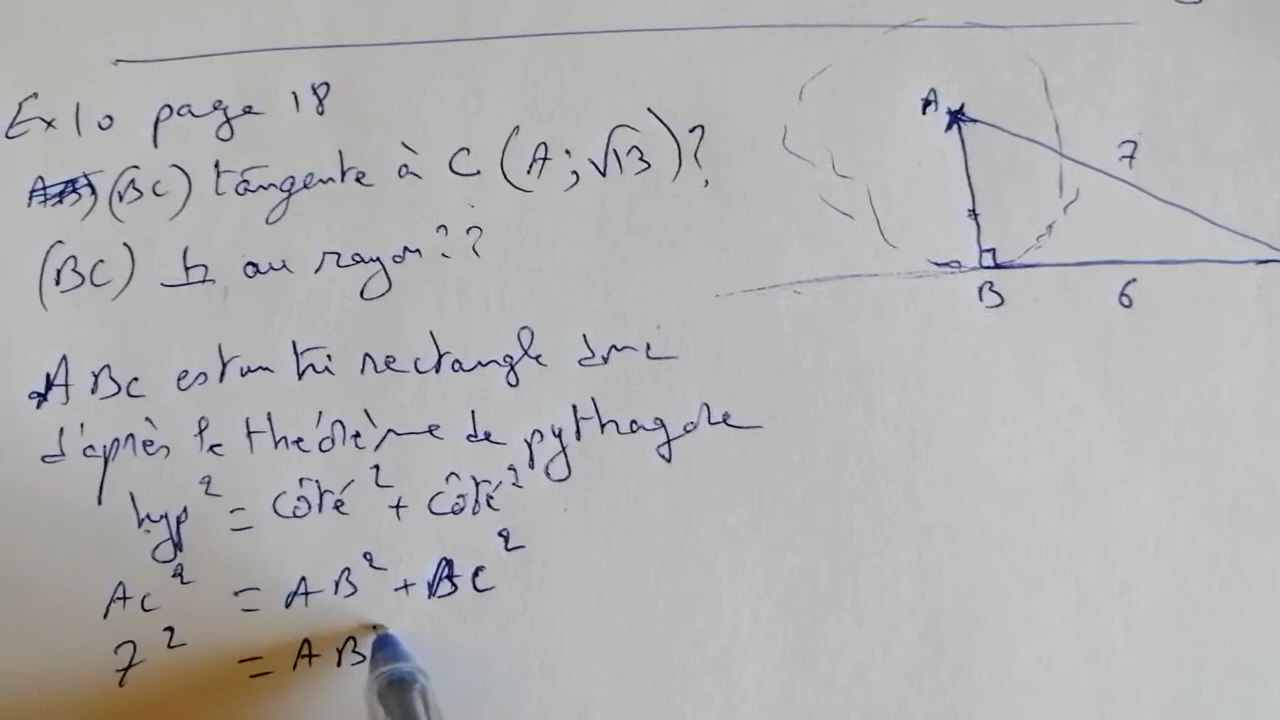 Ex 10 page 18
(BC) tangente à C (A; √13)?
(BC) ⊥ au rayon??
ABC est un tri rectangle donc
d'après le théorème de pythagore
hyp² = côté² + côté²
AC² = AB² + BC²
7² = AB
A
7
B
6